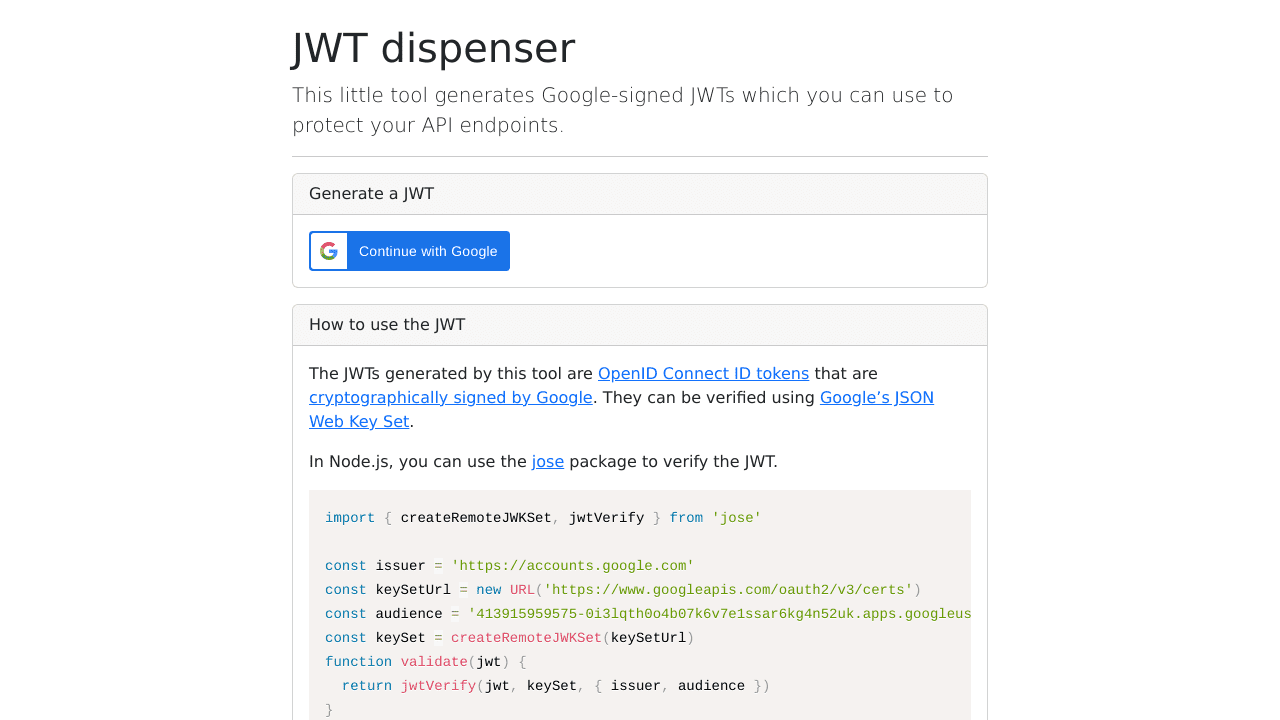 JWT dispenser
This little tool generates Google-signed JWTs which you can use to
protect your API endpoints.
Generate a JWT
Continue with Google
How to use the JWT
The JWTs generated by this tool are OpenID Connect ID tokens that are
cryptographically signed by Google. They can be verified using Google’s JSON
Web Key Set.
In Node.js, you can use the jose package to verify the JWT.
import { createRemoteJWKSet, jwtVerify } from 'jose'
const issuer = 'https://accounts.google.com'
const keySetUrl = new URL('https://www.googleapis.com/oauth2/v3/certs')
const audience = '413915959575-0i3lqth0o4b07k6v7e1ssar6kg4n52uk.apps.googleus
const keySet = createRemoteJWKSet(keySetUrl)
function validate(jwt) {
  return jwtVerify(jwt, keySet, { issuer, audience })
}